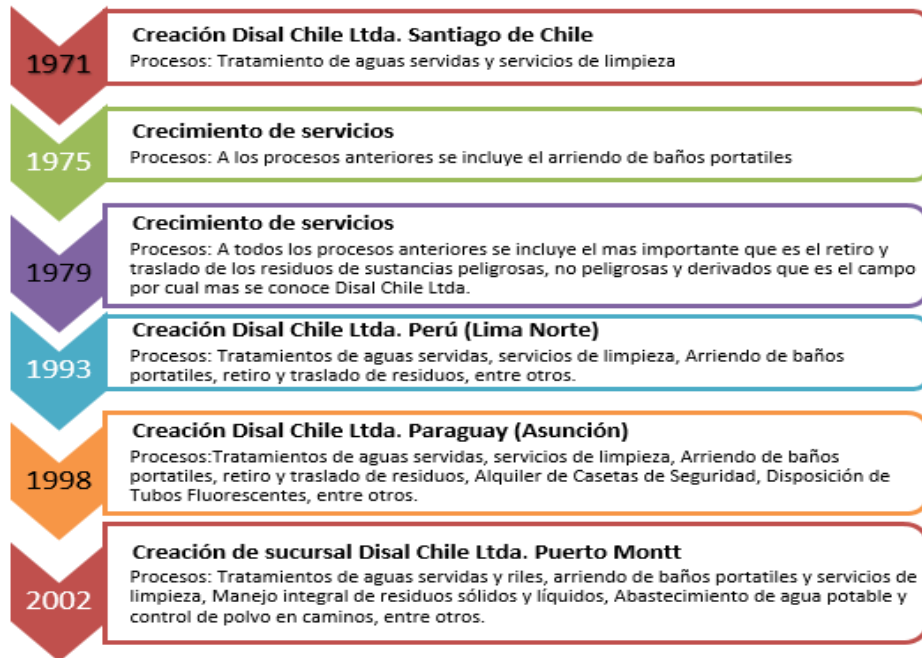 1971
Creación Disal Chile Ltda. Santiago de Chile
Procesos: Tratamiento de aguas servidas y servicios de limpieza
1975
Crecimiento de servicios
Procesos: A los procesos anteriores se incluye el arriendo de baños portatiles
1979
Crecimiento de servicios
Procesos: A todos los procesos anteriores se incluye el mas importante que es el retiro y
traslado de los residuos de sustancias peligrosas, no peligrosas y derivados que es el campo
por cual mas se conoce Disal Chile Ltda.
1993
Creación Disal Chile Ltda. Perú (Lima Norte)
Procesos: Tratamientos de aguas servidas, servicios de limpieza, Arriendo de baños
portatiles, retiro y traslado de residuos, entre otros.
1998
Creación Disal Chile Ltda. Paraguay (Asunción)
Procesos:Tratamientos de aguas servidas, servicios de limpieza, Arriendo de baños
portatiles, retiro y traslado de residuos, Alquiler de Casetas de Seguridad, Disposición de
Tubos Fluorescentes, entre otros.
2002
Creación de sucursal Disal Chile Ltda. Puerto Montt
Procesos: Tratamientos de aguas servidas y riles, arriendo de baños portatiles y servicios de
limpieza, Manejo integral de residuos sólidos y líquidos, Abastecimiento de agua potable y
control de polvo en caminos, entre otros.